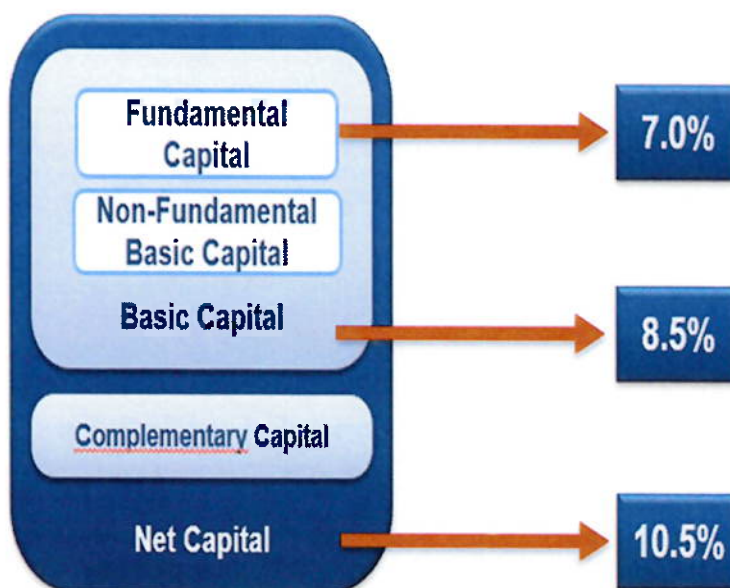 Fundamental
Capital
7.0%
Non-Fundamental
Basic Capital
Basic Capital
8.5%
Complementary Capital
Net Capital
10.5%